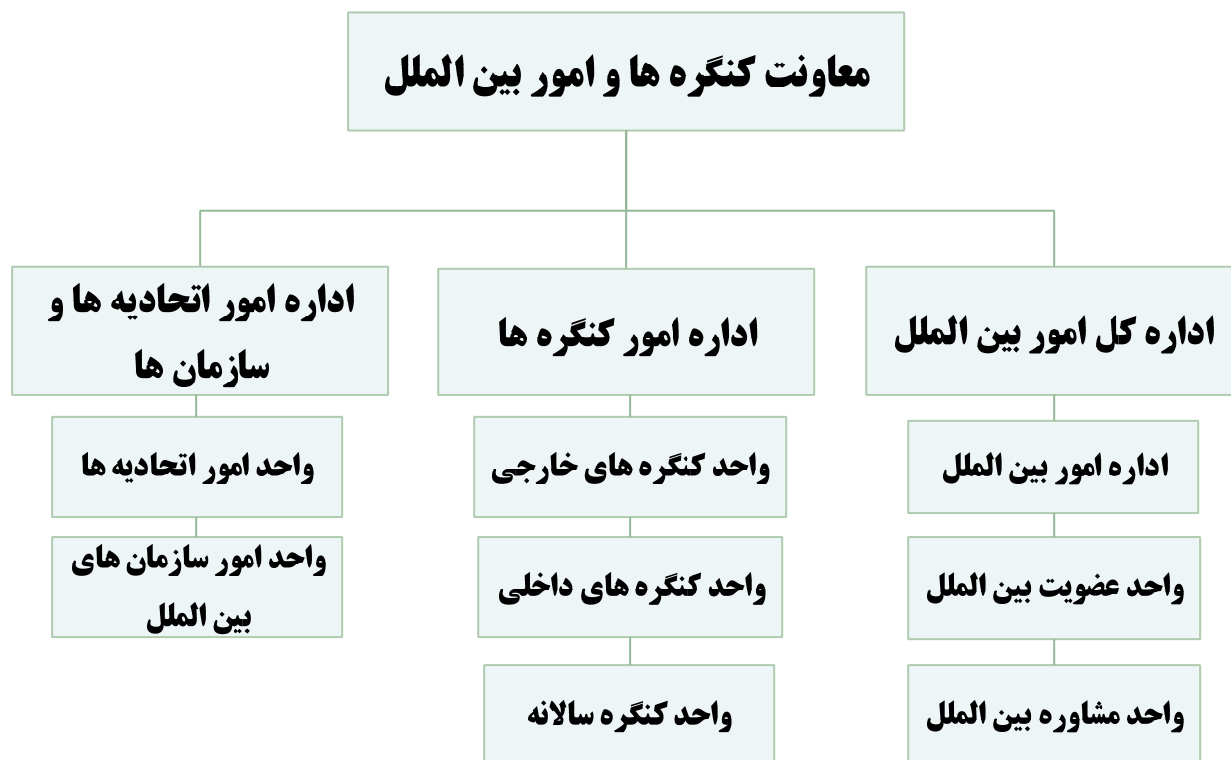 معاونت کنگره ها و امور بین الملل
اداره کل امور بین الملل
اداره امور بین الملل
واحد عضویت بین الملل
واحد مشاوره بین الملل
اداره امور کنگره ها
واحد کنگره های خارجی
واحد کنگره های داخلی
واحد کنگره سالانه
اداره امور اتحادیه ها و
سازمان ها
واحد امور اتحادیه ها
واحد امور سازمان های
بین الملل